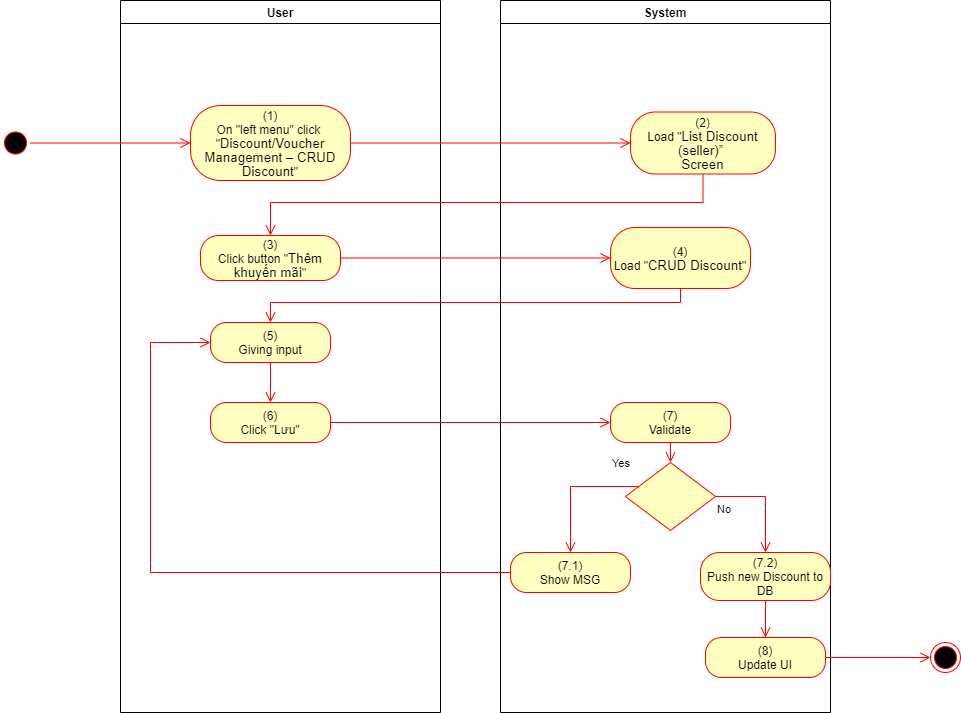 User
System
(1)
On "left menu" click
"Discount/Voucher
Management – CRUD
Discount"
(2)
Load "List Discount
(seller)”
Screen
(3)
Click button "Thêm
khuyến mãi"
(4)
Load "CRUD Discount"
(5)
Giving input
(6)
Click "Lưu"
(7)
Validate
Yes
No
(7.1)
Show MSG
(7.2)
Push new Discount to
DB
(8)
Update UI